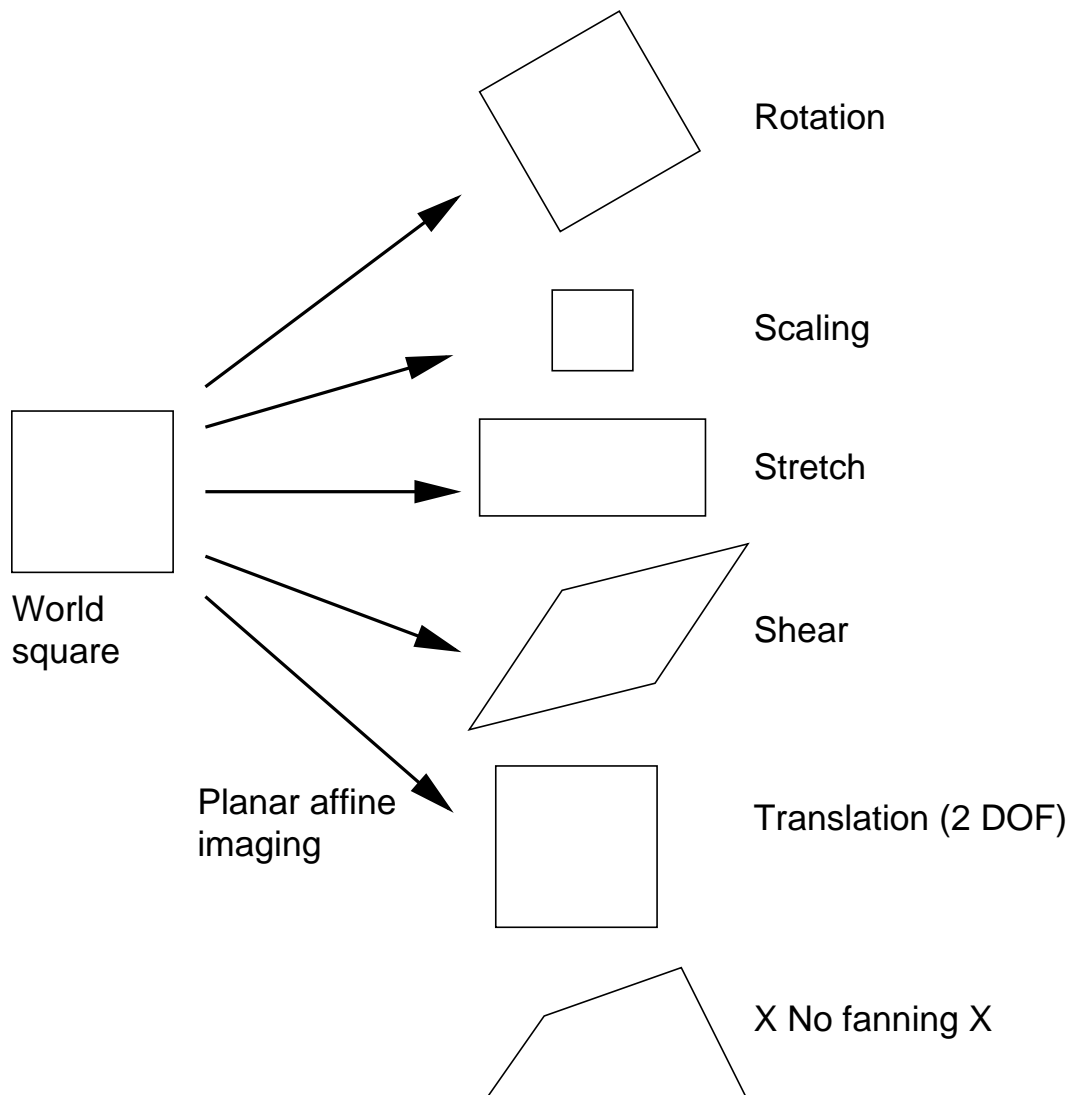 Rotation
Scaling
Stretch
World
square
Shear
Planar affine
imaging
Translation (2 DOF)
X No fanning X